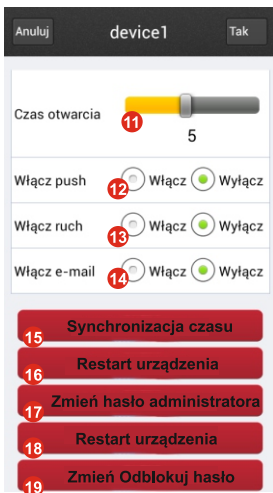 Anuluj device1 Tak
Czas otwarcia 11
5
Włącz push 12 Włącz Wyłącz
Włącz ruch 13 Włącz Wyłącz
Włącz e-mail 14 Włącz Wyłącz
15 Synchronizacja czasu
16 Restart urządzenia
17 Zmień hasło administratora
18 Restart urządzenia
19 Zmień Odblokuj hasło